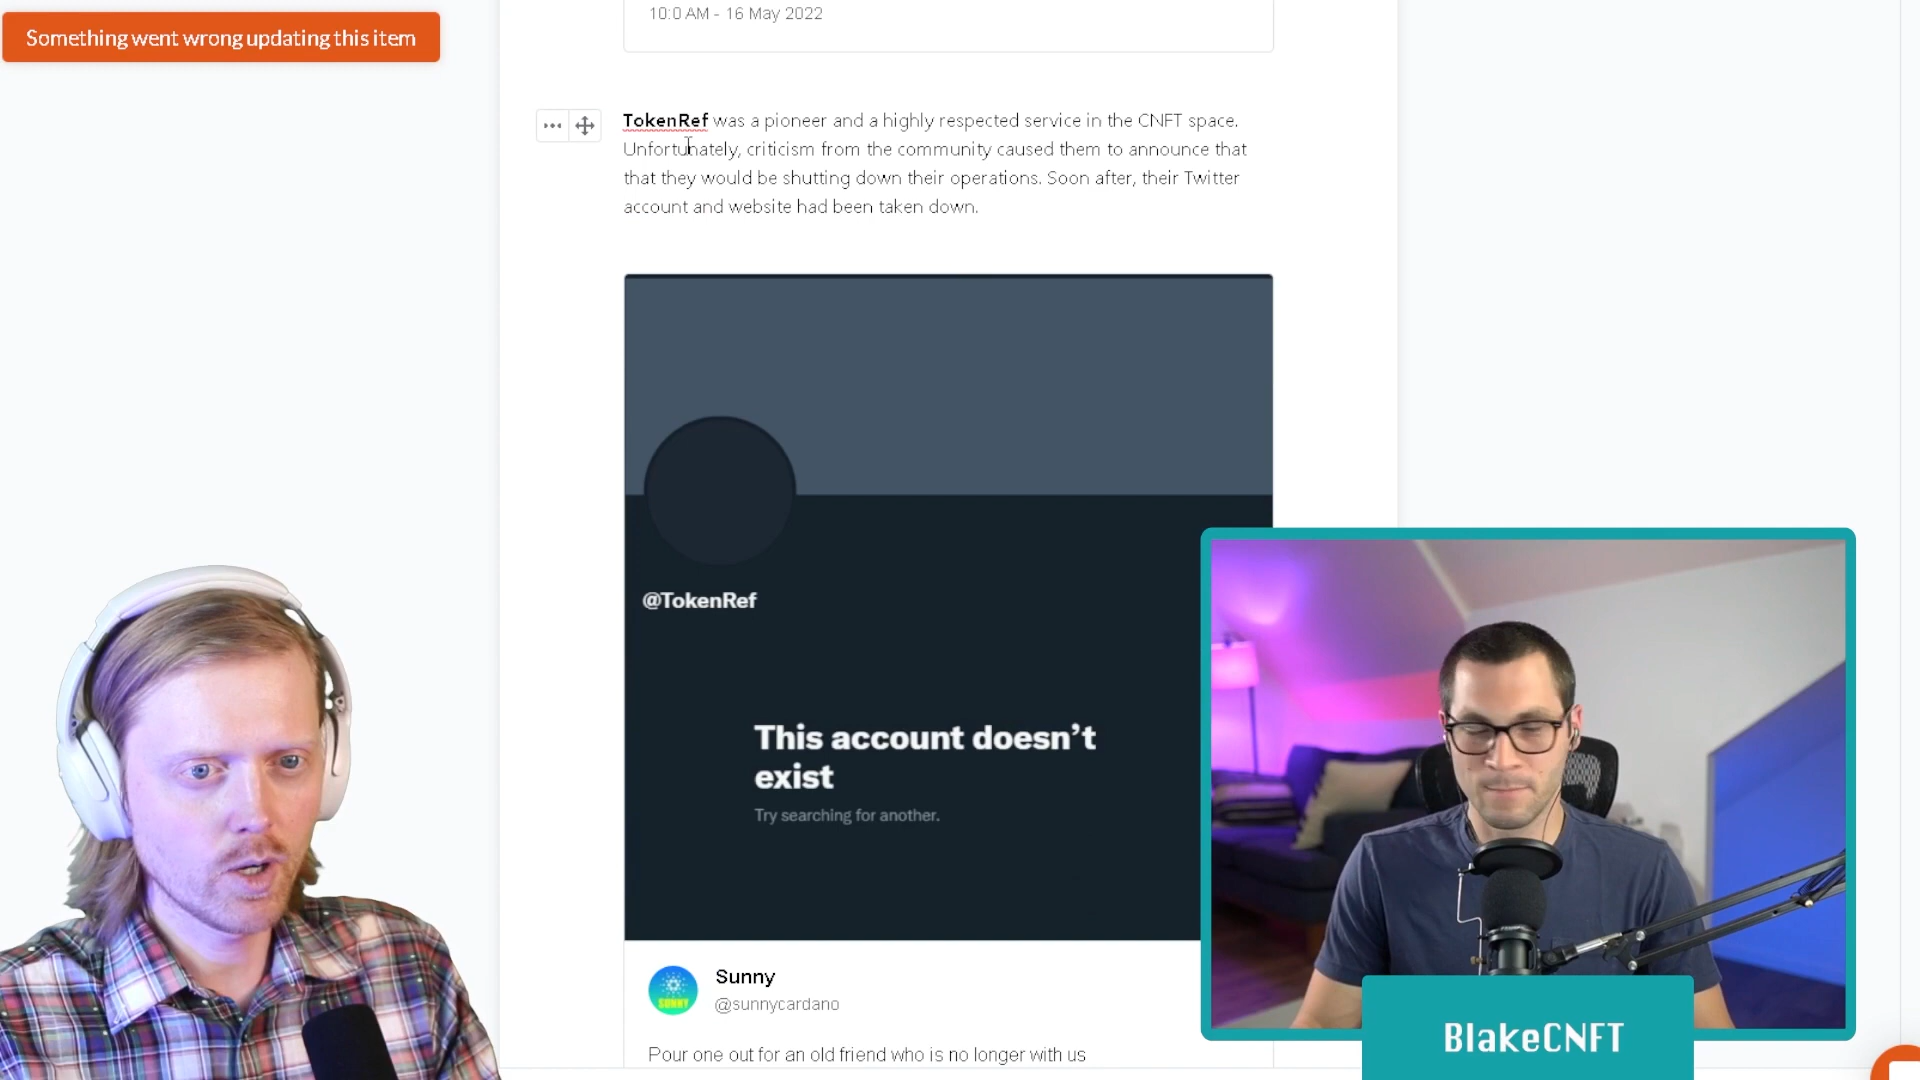 Something went wrong updating this item
10:0 AM - 16 May 2022
TokenRef was a pioneer and a highly respected service in the CNFT space.
Unfortunately, criticism from the community caused them to announce that
that they would be shutting down their operations. Soon after, their Twitter
account and website had been taken down.
@TokenRef
This account doesn’t
exist
Try searching for another.
SUNNY
Sunny
@sunnycardano
Pour one out for an old friend who is no longer with us
BlakeCNFT